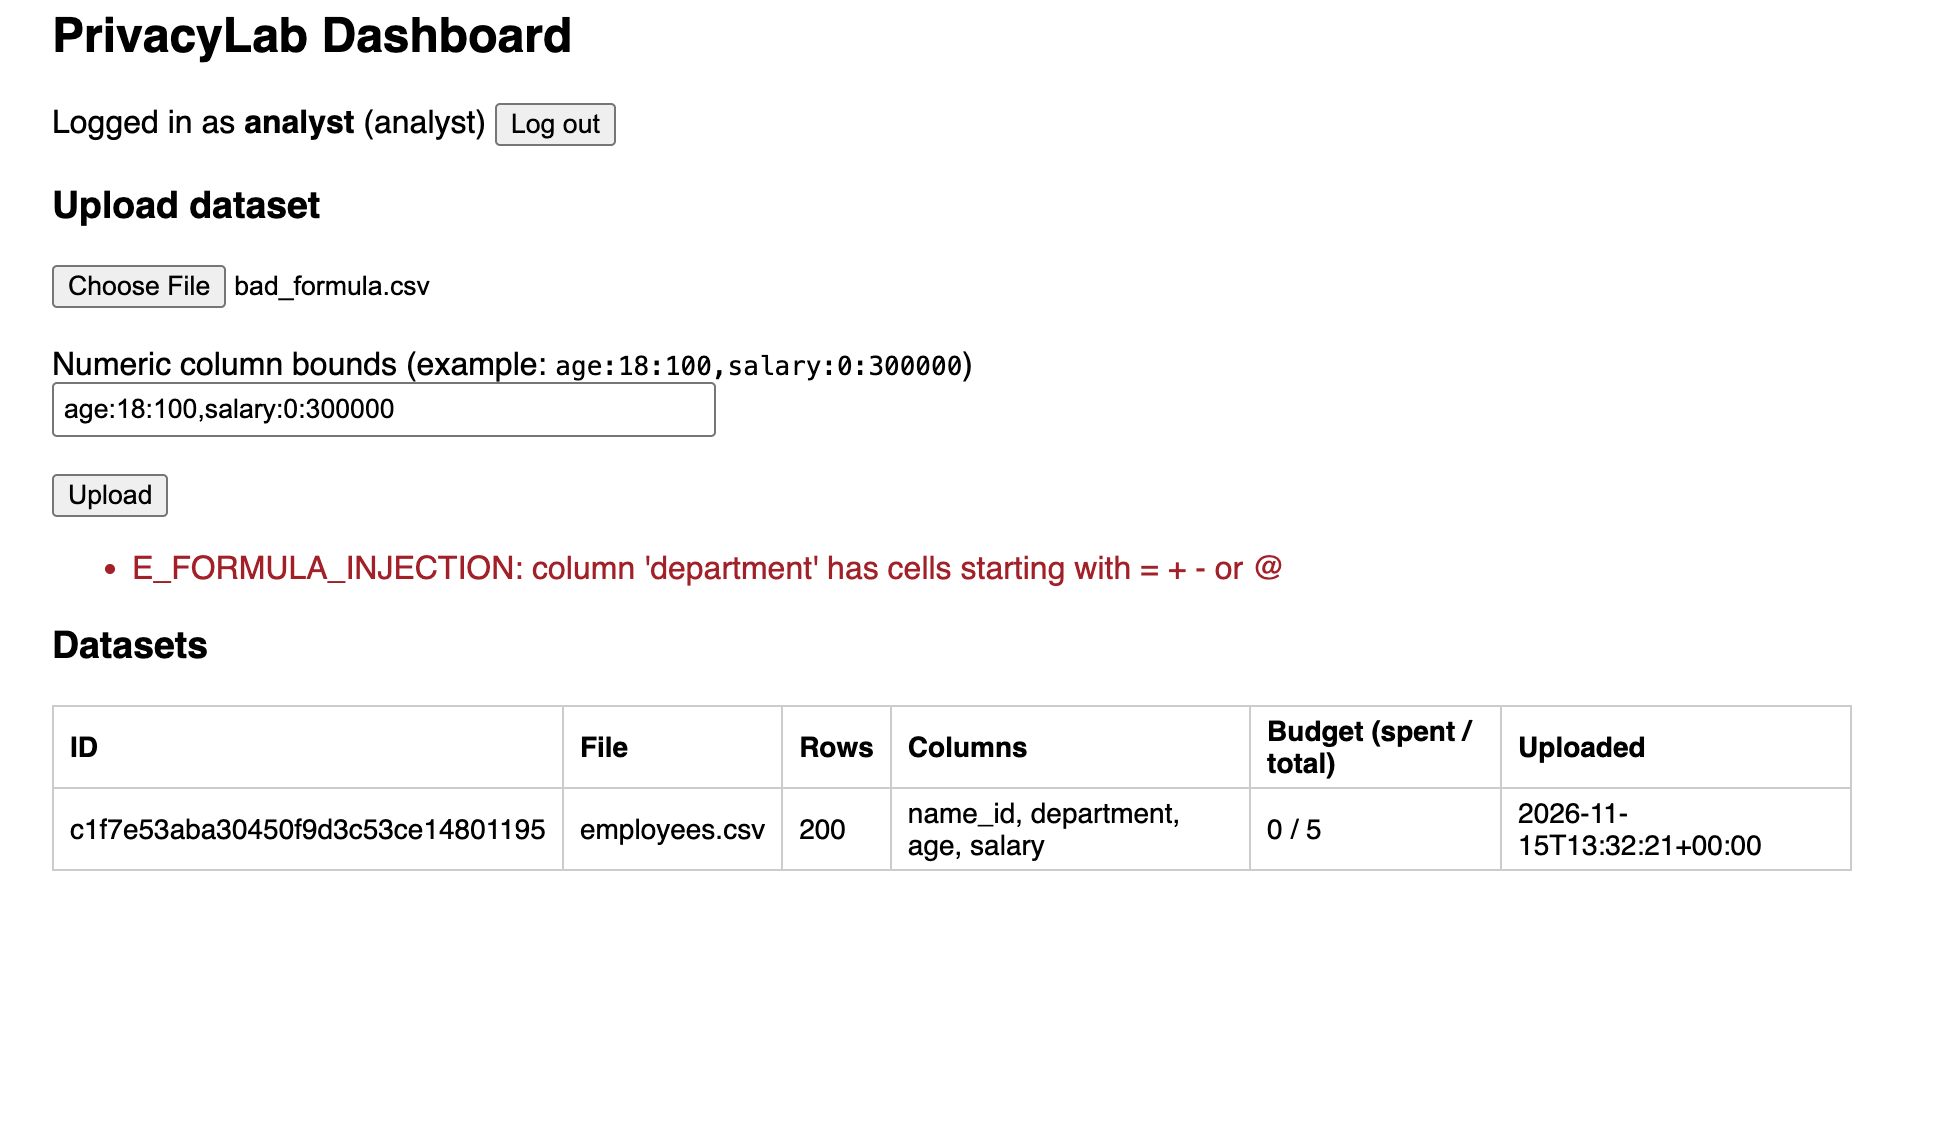 PrivacyLab Dashboard
Logged in as analyst (analyst) Log out
Upload dataset
Choose File bad_formula.csv
Numeric column bounds (example: age:18:100,salary:0:300000)
age:18:100,salary:0:300000
Upload
• E_FORMULA_INJECTION: column 'department' has cells starting with = + - or @
Datasets
ID File Rows Columns Budget (spent / total) Uploaded
c1f7e53aba30450f9d3c53ce14801195 employees.csv 200 name_id, department, age, salary 0 / 5 2026-11-15T13:32:21+00:00